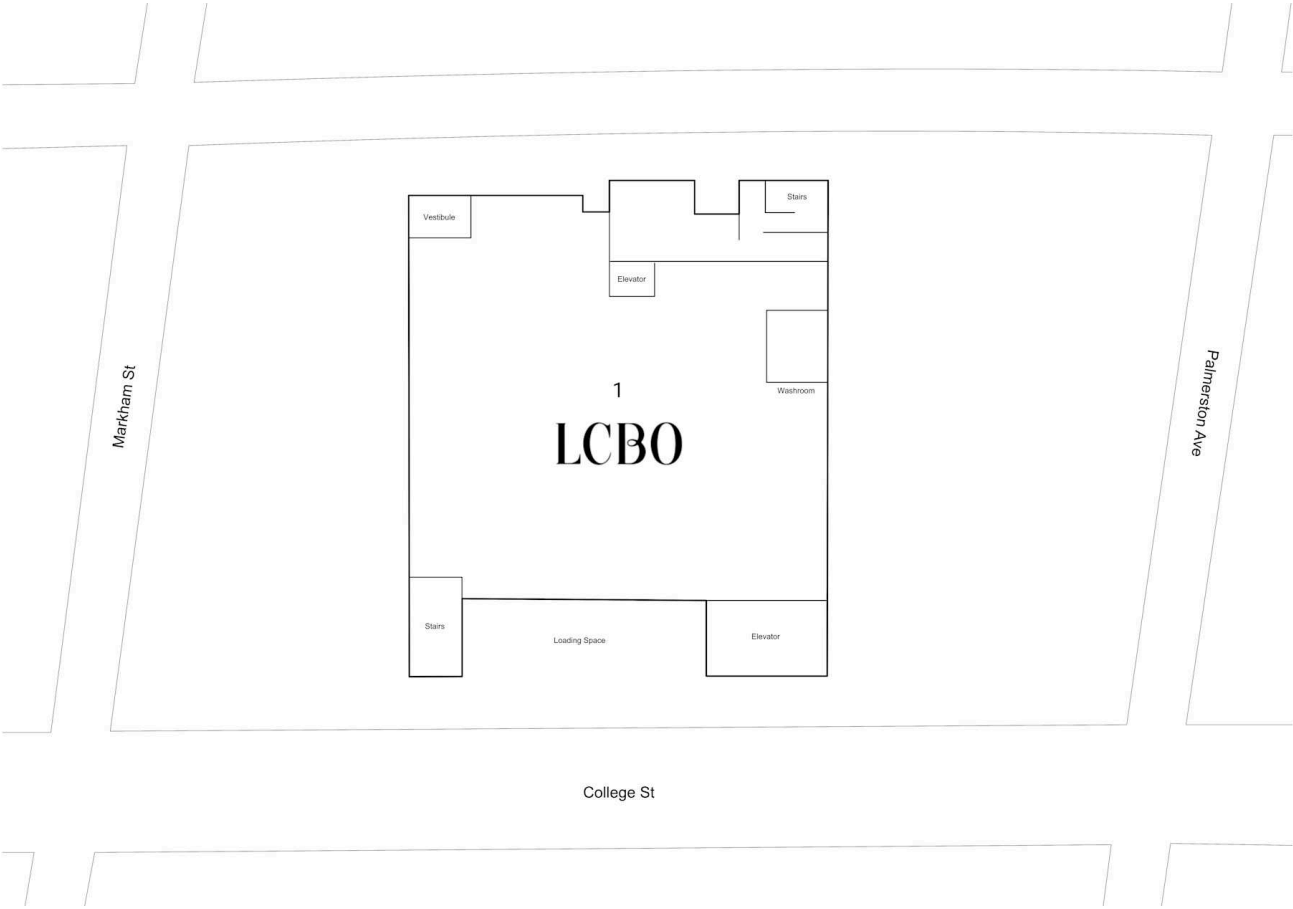 Stairs
Vestibule
Elevator
Markham St
Palmerston Ave
1
Washroom
LCBO
Stairs
Loading Space
Elevator
College St